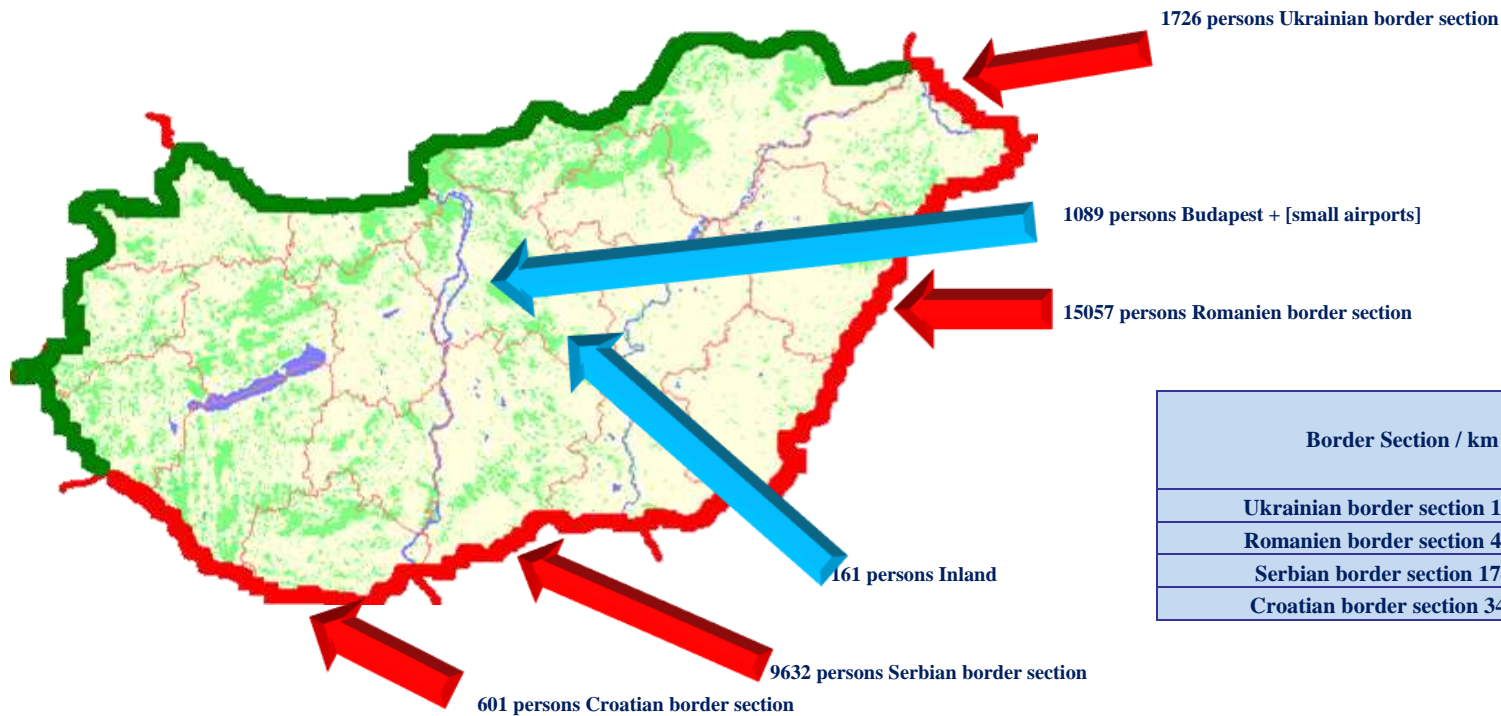 1726 persons Ukrainian border section
1089 persons Budapest + [small airports]
15057 persons Romanien border section
Border Section / km
Ukrainian border section 1
Romanien border section 4
Serbian border section 17
Croatian border section 34
161 persons Inland
9632 persons Serbian border section
601 persons Croatian border section